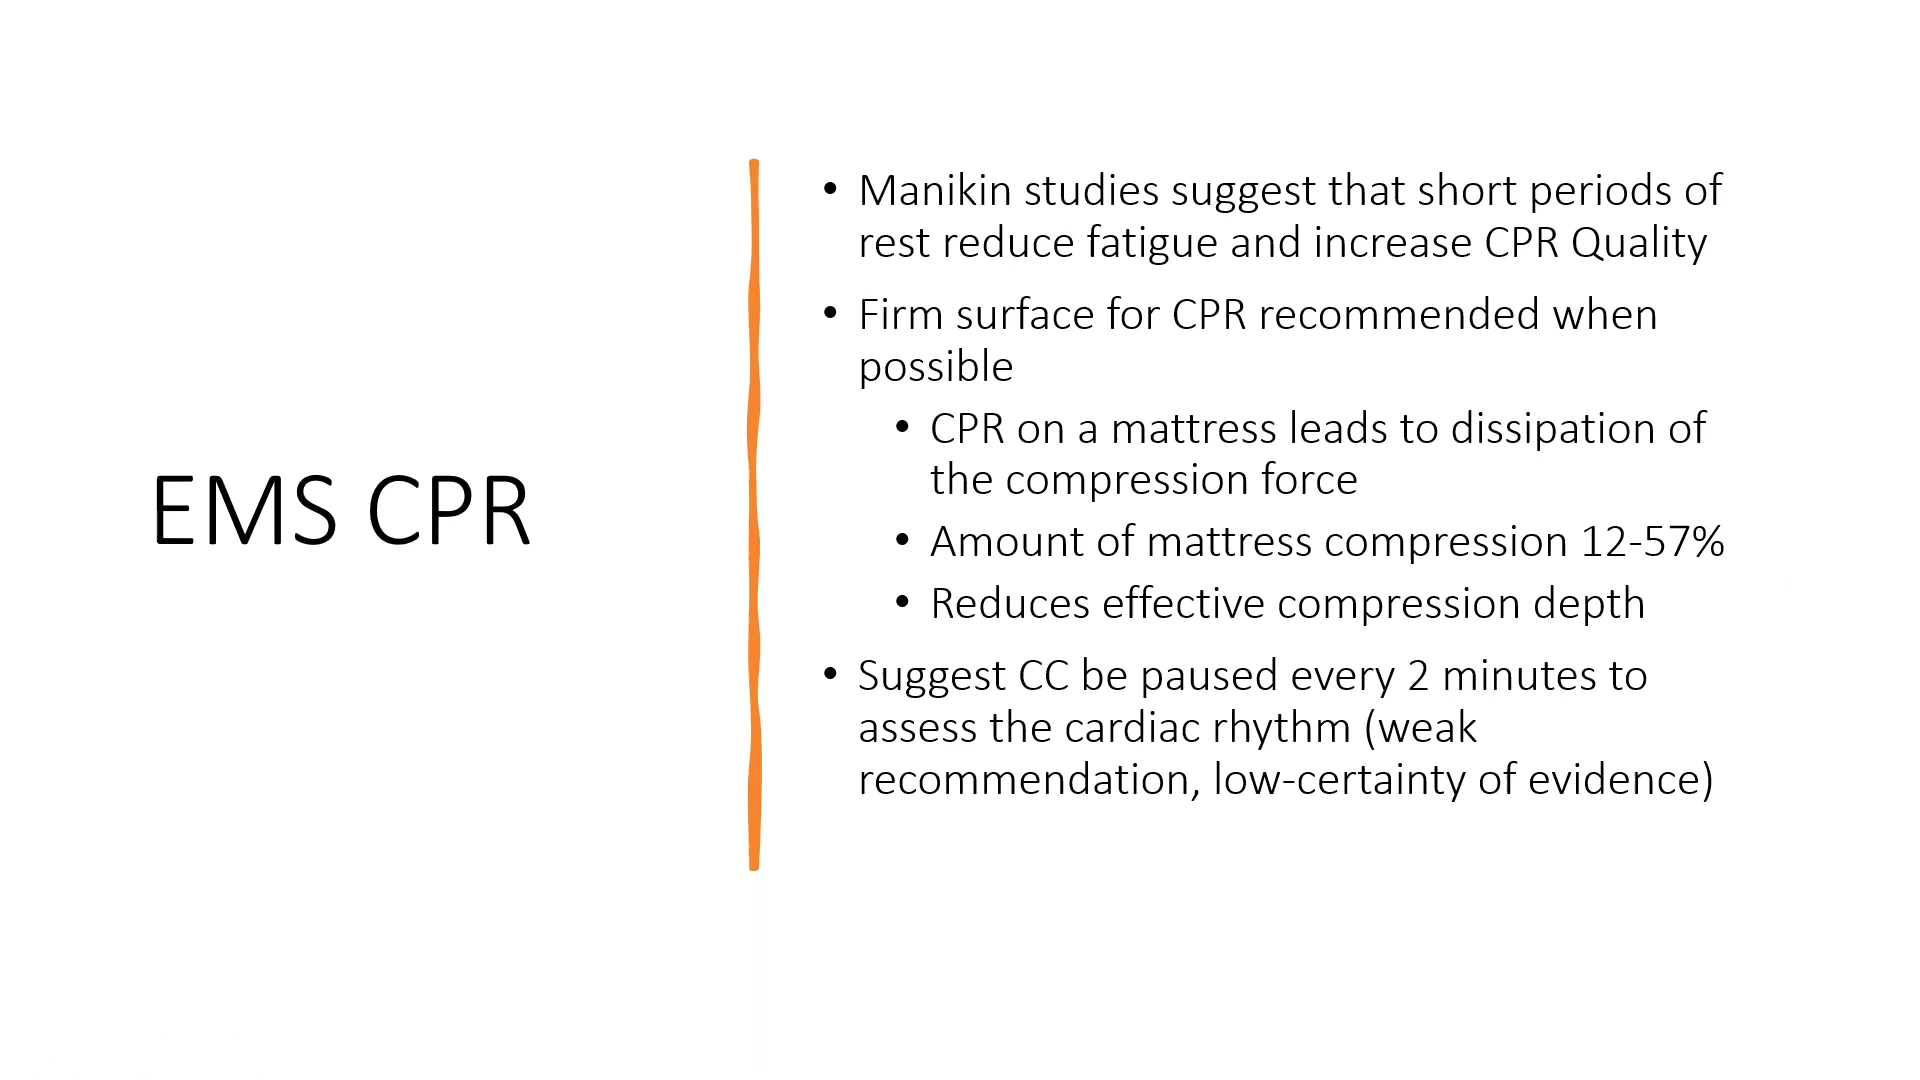 EMS CPR
• Manikin studies suggest that short periods of
rest reduce fatigue and increase CPR Quality
• Firm surface for CPR recommended when
possible
• CPR on a mattress leads to dissipation of
the compression force
• Amount of mattress compression 12-57%
• Reduces effective compression depth
• Suggest CC be paused every 2 minutes to
assess the cardiac rhythm (weak
recommendation, low-certainty of evidence)